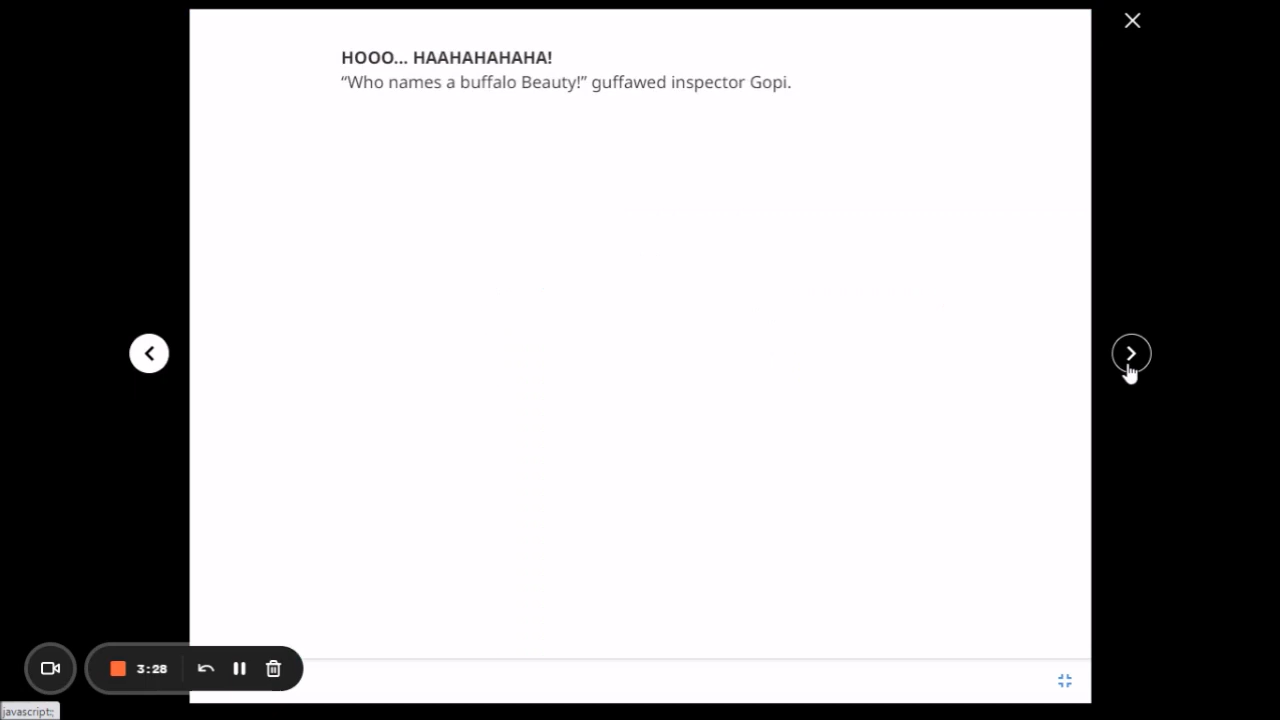 HOOO... HAAHAHAHAHA!
“Who names a buffalo Beauty!” guffawed inspector Gopi.
3:28
javascript:;